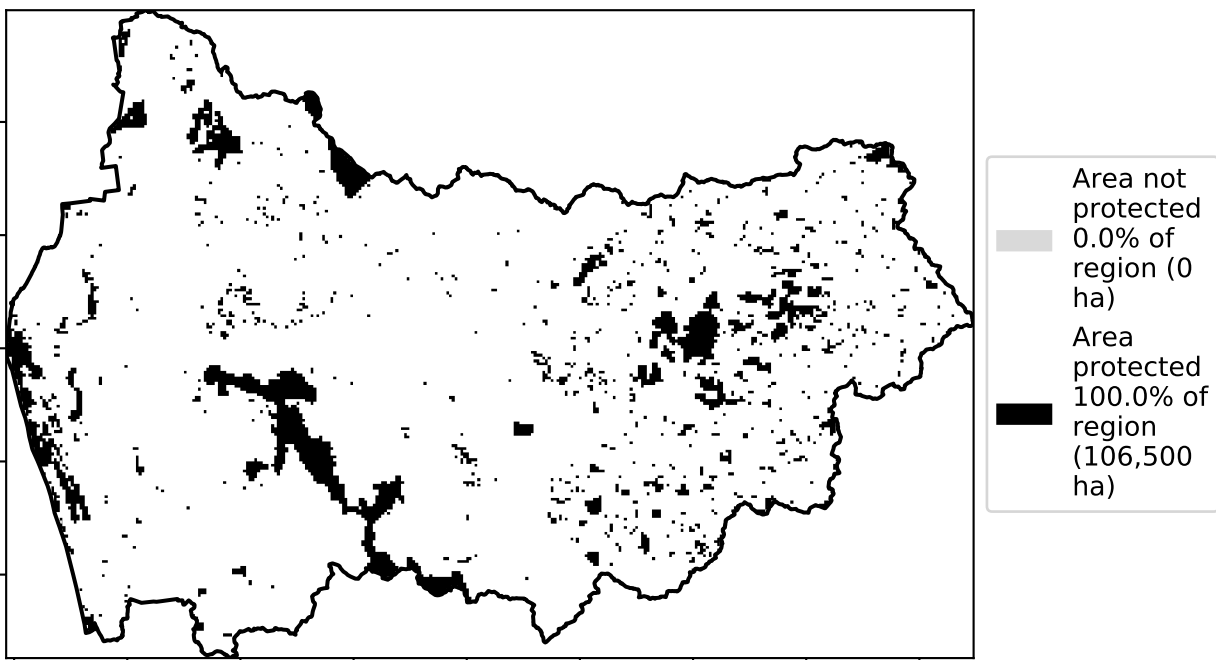 Area not
protected
0.0% of
region (0
ha)
Area
protected
100.0% of
region
(106,500
ha)